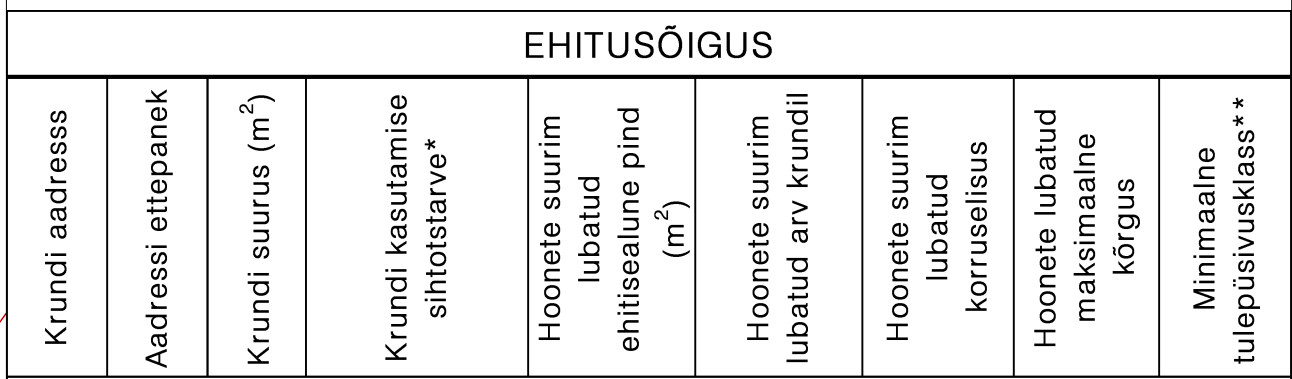 EHITUSÕIGUS
Krundi aadresss
Aadressi ettepanek
Krundi suurus (m²)
Krundi kasutamise
sihtotstarve*
Hoonete suurim
lubatud
ehitisealune pind
(m²)
Hoonete suurim
lubatud arv krundil
Hoonete suurim
lubatud
korruselisus
Hoonete lubatud
maksimaalne
kõrgus
Minimaalne
tulepüsivusklass**